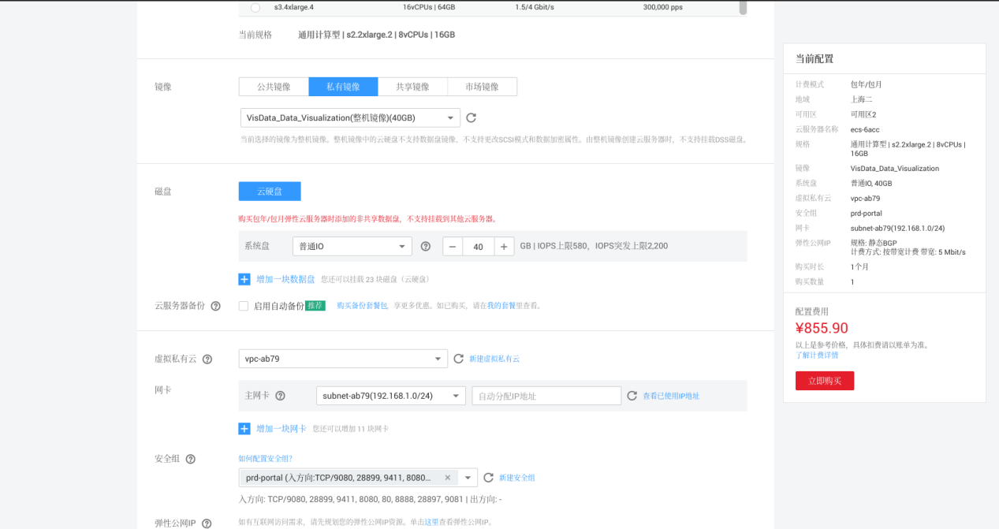 s3.4xlarge.4 16vCPUs | 64GB 1.5/4 Gbit/s 300,000 pps
当前规格 通用计算型 | s2.2xlarge.2 | 8vCPUs | 16GB
镜像 公共镜像 私有镜像 共享镜像 市场镜像
VisData_Data_Visualization(整机镜像)(40GB)
当前选择的镜像为整机镜像。整机镜像中的云硬盘不支持数据盘镜像、不支持更改SCSI模式和数据加密属性。由整机镜像创建云服务器时，不支持挂载DSS磁盘。
磁盘 云硬盘
购买包年/包月弹性云服务器时添加的非共享数据盘，不支持挂载到其他云服务器。
系统盘 普通IO 40 GB | IOPS上限580，IOPS突发上限2,200
增加一块数据盘 您还可以挂载 23 块磁盘（云硬盘）
云服务器备份 启用自动备份 推荐 购买备份套餐包，享更多优惠。如已购买，请在我的套餐里查看。
虚拟私有云 vpc-ab79 新建虚拟私有云
网卡 主网卡 subnet-ab79(192.168.1.0/24) 自动分配IP地址 查看已使用IP地址
增加一块网卡 您还可以增加 11 块网卡
安全组 如何配置安全组?
prd-portal (入方向:TCP/9080, 28899, 9411, 8080... 新建安全组
入方向: TCP/9080, 28899, 9411, 8080, 80, 8888, 28897, 9081 | 出方向: -
弹性公网IP 如有互联网访问需求，请先规划您的弹性公网IP资源。单击这里查看弹性公网IP。
当前配置
计费模式 包年/包月
地域 上海二
可用区 可用区2
云服务器名称 ecs-6acc
规格 通用计算型 | s2.2xlarge.2 | 8vCPUs |
16GB
镜像 VisData_Data_Visualization
系统盘 普通IO, 40GB
虚拟私有云 vpc-ab79
安全组 prd-portal
网卡 subnet-ab79(192.168.1.0/24)
弹性公网IP 规格: 静态BGP
计费方式: 按带宽计费 带宽: 5 Mbit/s
购买时长 1个月
购买数量 1
配置费用
¥855.90
以上是参考价格，具体扣费请以账单为准。
了解计费详情
立即购买